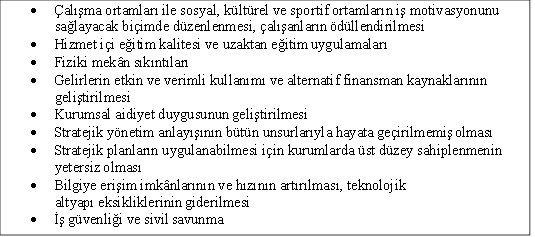 • Çalışma ortamları ile sosyal, kültürel ve sportif ortamların iş motivasyonunu
sağlayacak biçimde düzenlenmesi, çalışanların ödüllendirilmesi
• Hizmet içi eğitim kalitesi ve uzaktan eğitim uygulamaları
• Fiziki mekân sıkıntıları
• Gelirlerin etkin ve verimli kullanımı ve alternatif finansman kaynaklarının
geliştirilmesi
• Kurumsal aidiyet duygusunun geliştirilmesi
• Stratejik yönetim anlayışının bütün unsurlarıyla hayata geçirilmemiş olması
• Stratejik planların uygulanabilmesi için kurumlarda üst düzey sahiplenmenin
yetersiz olması
• Bilgiye erişim imkânlarının ve hızının artırılması, teknolojik
altyapı eksikliklerinin giderilmesi
• İş güvenliği ve sivil savunma